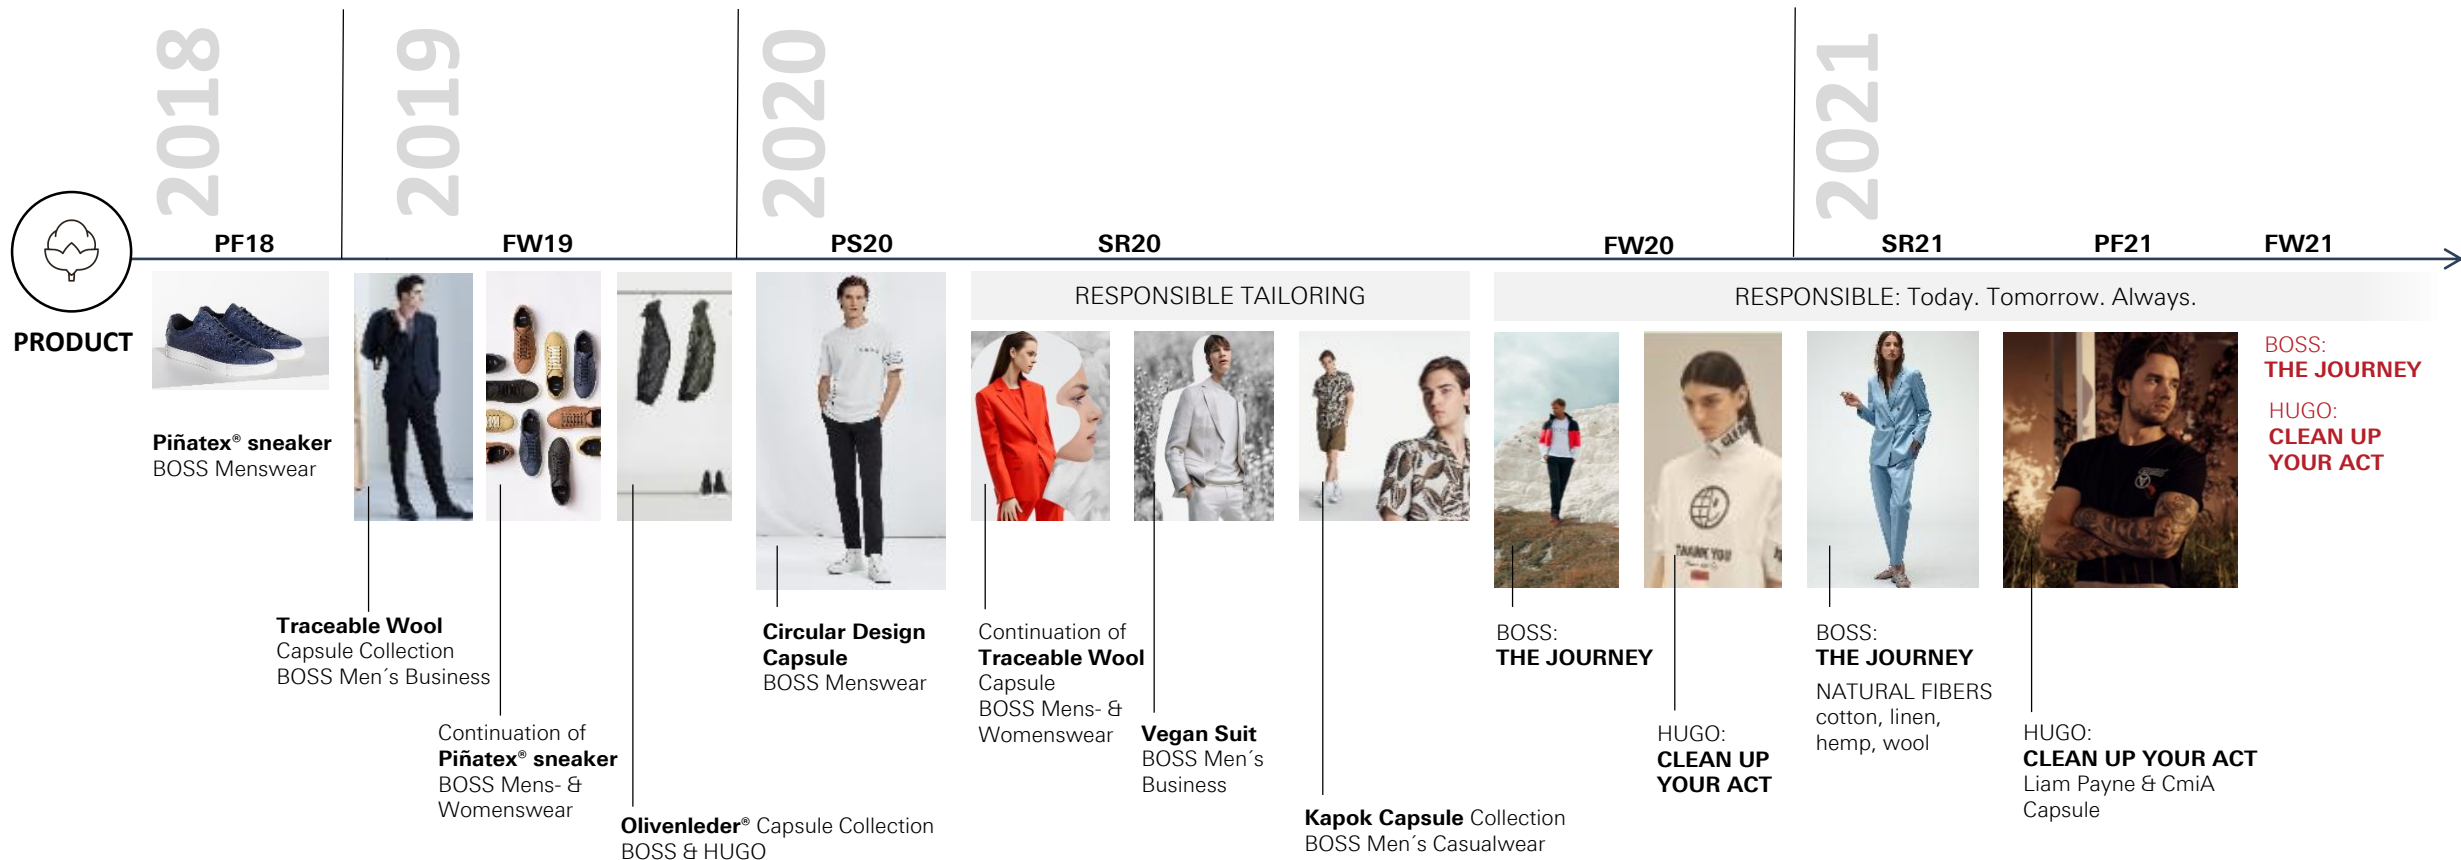 2018
2019
2020
2021
PF18
FW19
PS20
SR20
FW20
SR21
PF21
FW21
PRODUCT
RESPONSIBLE TAILORING
RESPONSIBLE: Today. Tomorrow. Always.
Piñatex® sneaker
BOSS Menswear
Traceable Wool
Capsule Collection
BOSS Men´s Business
Continuation of
Piñatex® sneaker
BOSS Mens- &
Womenswear
Olivenleder® Capsule Collection
BOSS & HUGO
Circular Design
Capsule
BOSS Menswear
Continuation of
Traceable Wool
Capsule
BOSS Mens- &
Womenswear
Vegan Suit
BOSS Men´s
Business
Kapok Capsule Collection
BOSS Men´s Casualwear
BOSS:
THE JOURNEY
THANK YOU
HUGO:
CLEAN UP
YOUR ACT
BOSS:
THE JOURNEY
NATURAL FIBERS
cotton, linen,
hemp, wool
HUGO:
CLEAN UP YOUR ACT
Liam Payne & CmiA
Capsule
BOSS:
THE JOURNEY
HUGO:
CLEAN UP
YOUR ACT